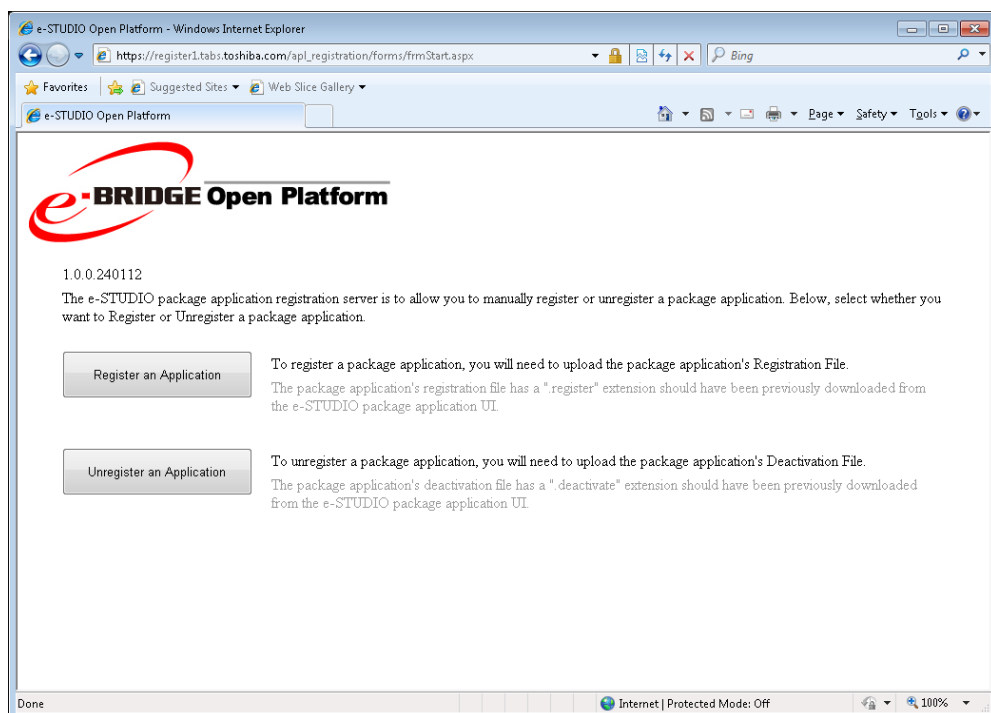 e-STUDIO Open Platform - Windows Internet Explorer
https://register1.tabs.toshiba.com/apl_registration/forms/frmStart.aspx
Bing
Favorites
Suggested Sites
Web Slice Gallery
e-STUDIO Open Platform
Page
Safety
Tools
e-BRIDGE Open Platform
1.0.0.240112
The e-STUDIO package application registration server is to allow you to manually register or unregister a package application. Below, select whether you
want to Register or Unregister a package application.
Register an Application
To register a package application, you will need to upload the package application's Registration File.
The package application's registration file has a ".register" extension should have been previously downloaded from
the e-STUDIO package application UI.
Unregister an Application
To unregister a package application, you will need to upload the package application's Deactivation File.
The package application's deactivation file has a ".deactivate" extension should have been previously downloaded
from the e-STUDIO package application UI.
Done
Internet | Protected Mode: Off
100%